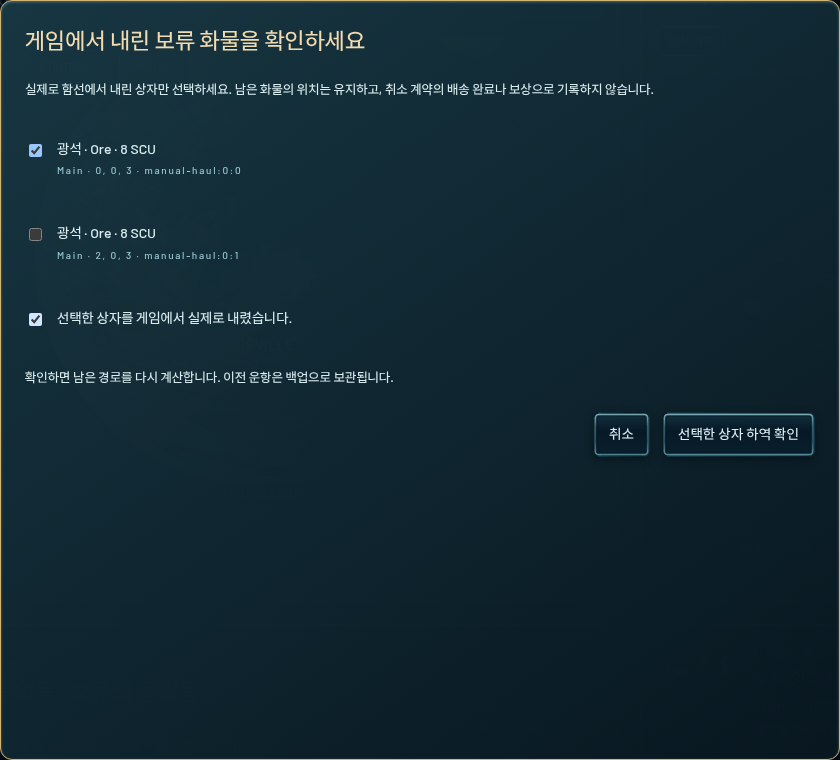 게임에서 내린 보류 화물을 확인하세요
실제로 함선에서 내린 상자만 선택하세요. 남은 화물의 위치는 유지하고, 취소 계약의 배송 완료나 보상으로 기록하지 않습니다.
광석 · Ore · 8 SCU
Main · 0, 0, 3 · manual-haul:0:0
광석 · Ore · 8 SCU
Main · 2, 0, 3 · manual-haul:0:1
선택한 상자를 게임에서 실제로 내렸습니다.
확인하면 남은 경로를 다시 계산합니다. 이전 운항은 백업으로 보관됩니다.
취소
선택한 상자 하역 확인